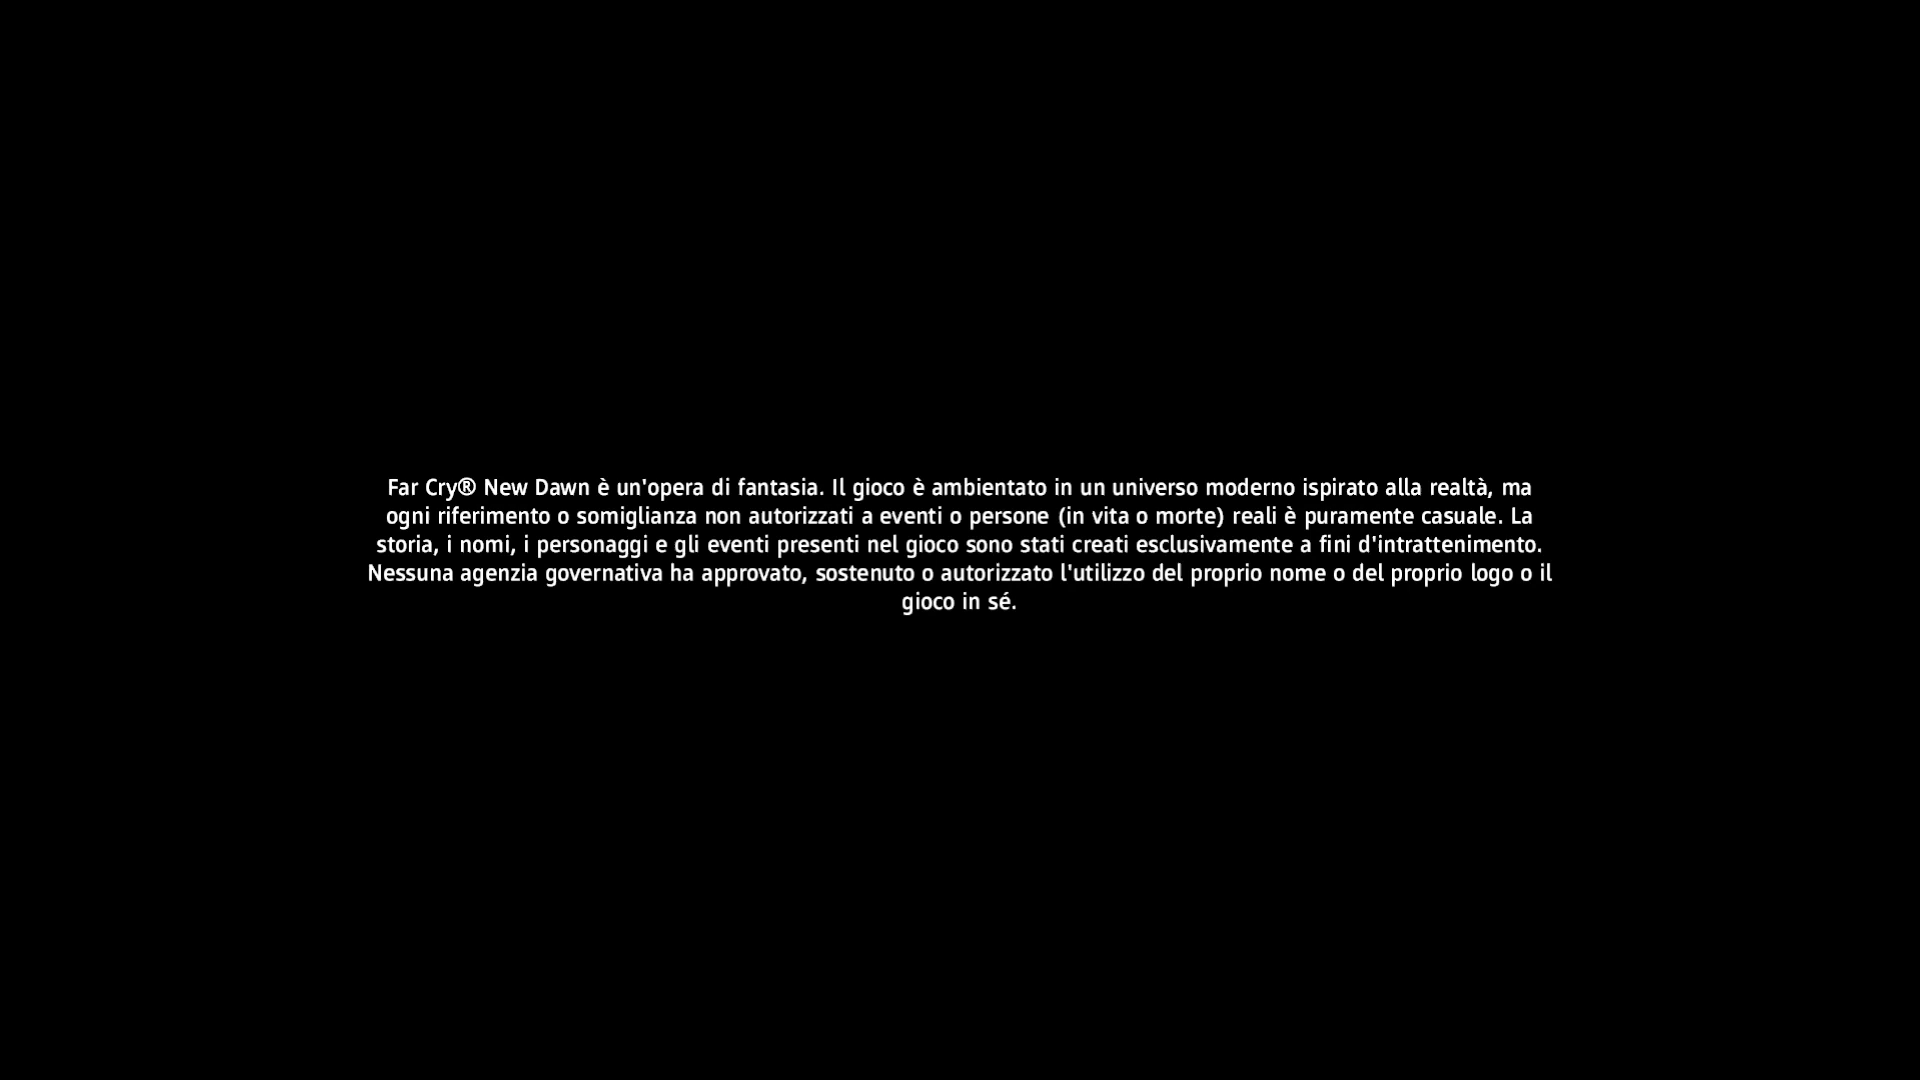 Far Cry® New Dawn è un'opera di fantasia. Il gioco è ambientato in un universo moderno ispirato alla realtà, ma
ogni riferimento o somiglianza non autorizzati a eventi o persone (in vita o morte) reali è puramente casuale. La
storia, i nomi, i personaggi e gli eventi presenti nel gioco sono stati creati esclusivamente a fini d'intrattenimento.
Nessuna agenzia governativa ha approvato, sostenuto o autorizzato l'utilizzo del proprio nome o del proprio logo o il
gioco in sé.